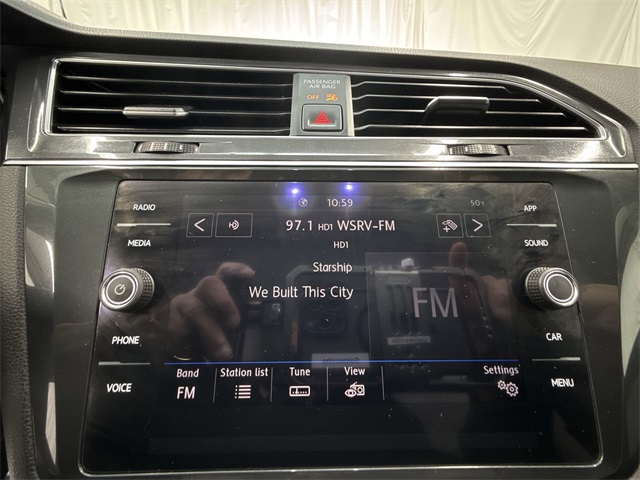 PASSENGER
AIR BAG
OFF
RADIO
MEDIA
PHONE
VOICE
10:59
50°F
97.1 HD1 WSRV-FM
HD1
Starship
We Built This City
FM
Band
FM
Station list
Tune
View
Settings
APP
SOUND
CAR
MENU